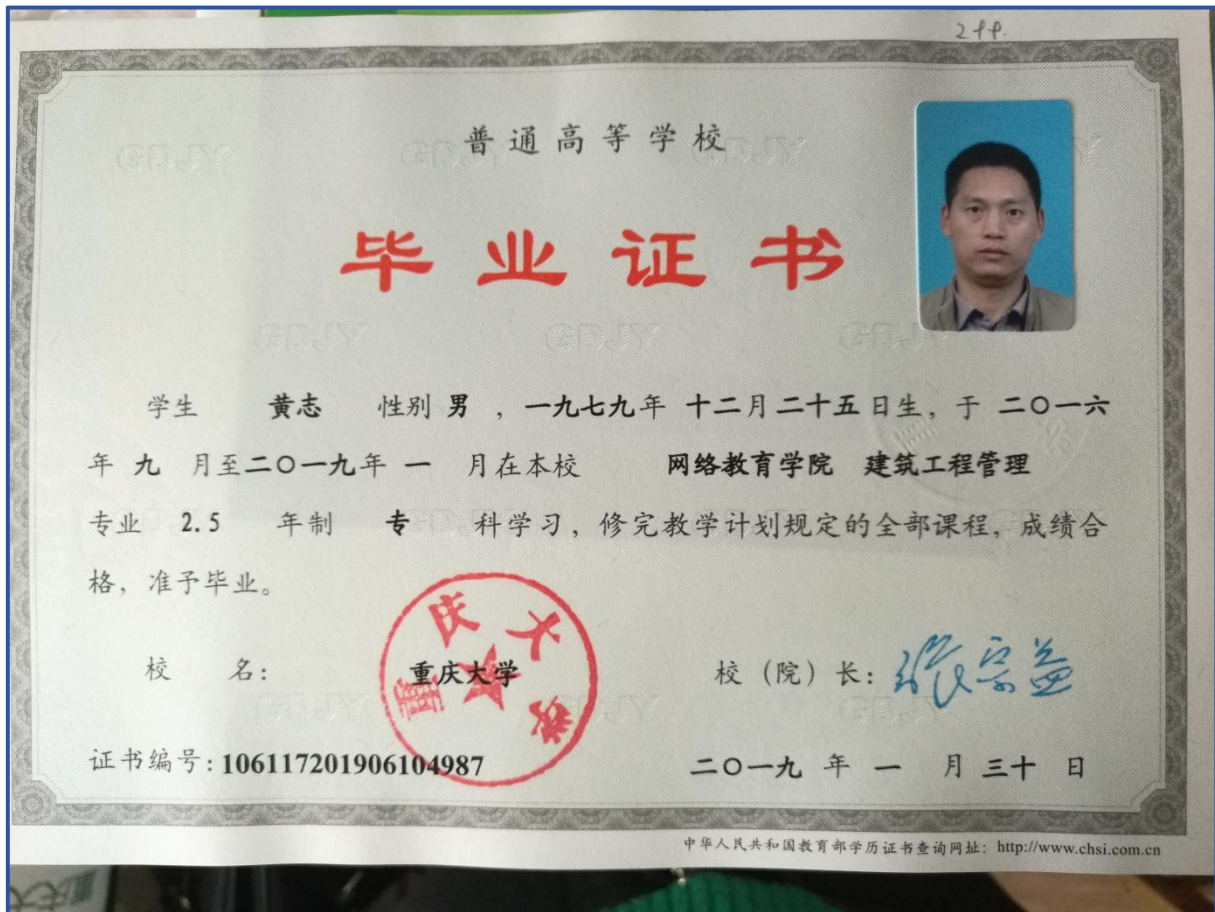 普通高等学校
毕业证书
学生 黄志 性别 男 ，一九七九年 十二月二十五日生，于 二〇一六
年 九 月至二〇一九年 一 月在本校 网络教育学院 建筑工程管理
专业 2.5 年制 专 科学习，修完教学计划规定的全部课程，成绩合
格，准予毕业。
校 名： 重庆大学 校（院）长：张宗益
重庆大学
证书编号：106117201906104987 二〇一九 年 一 月 三十 日
中华人民共和国教育部学历证书查询网址：http://www.chsi.com.cn